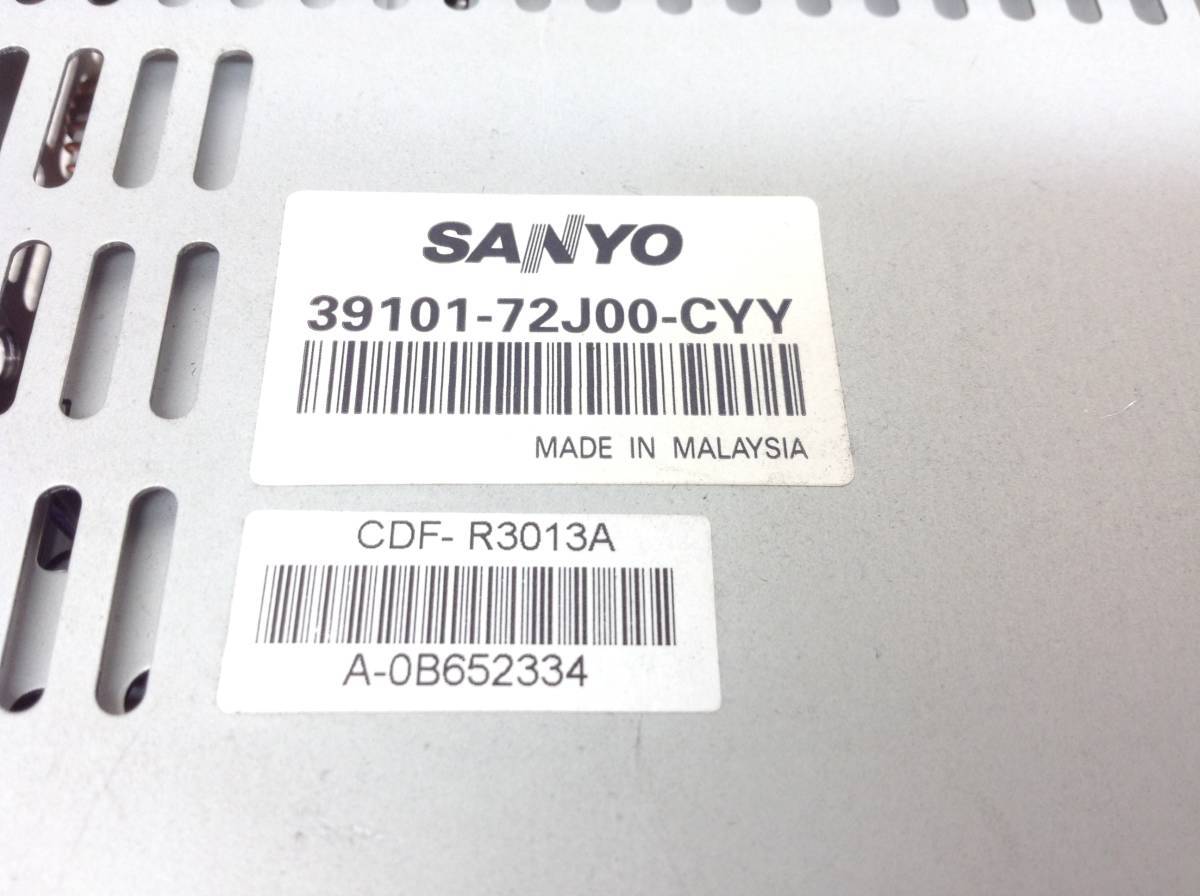 SANYO
39101-72J00-CYY
MADE IN MALAYSIA
CDF- R3013A
A-0B652334